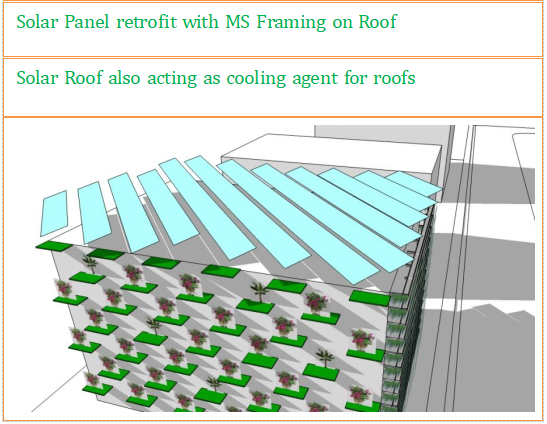 Solar Panel retrofit with MS Framing on Roof
Solar Roof also acting as cooling agent for roofs